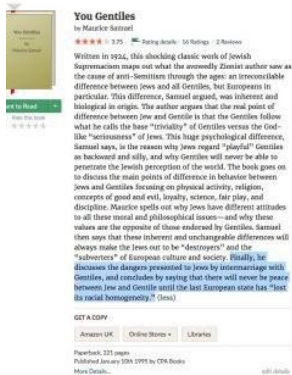 You Gentiles
by Maurice Samuel
3.75 Rating details · 16 Ratings · 2 Reviews
Written in 1924, this shocking classic work of Jewish
Supremacism maps out what the avowedly Zionist author saw as
the cause of anti-Semitism through the ages: an irreconcilable
difference between Jews and all Gentiles, but Europeans in
particular. This difference, Samuel argued, was inherent and
biological in origin. The author argues that the real point of
difference between Jew and Gentile is that the Gentiles follow
what he calls the base "triviality" of Gentiles versus the God-
like "seriousness" of Jews. This huge psychological difference,
Samuel says, is the reason why Jews regard "playful" Gentiles
as backward and silly, and why Gentiles will never be able to
penetrate the Jewish perception of the world. The book goes on
to discuss the main points of difference in behavior between
Jews and Gentiles focusing on physical activity, religion,
concepts of good and evil, loyalty, science, fair play, and
discipline. Maurice spells out why Jews have different attitudes
to all these moral and philosophical issues—and why these
values are the opposite of those endorsed by Gentiles. Samuel
then says that these inherent and unchangeable differences will
always make the Jews out to be "destroyers" and the
"subverters" of European culture and society. Finally, he
discusses the dangers presented to Jews by intermarriage with
Gentiles, and concludes by saying that there will never be peace
between Jew and Gentile until the last European state has "lost
its racial homogeneity." (less)
ant to Read
Rate this book
GET A COPY
Amazon UK Online Stores Libraries
Paperback, 221 pages
Published January 10th 1995 by CPA Books
More Details... edit details